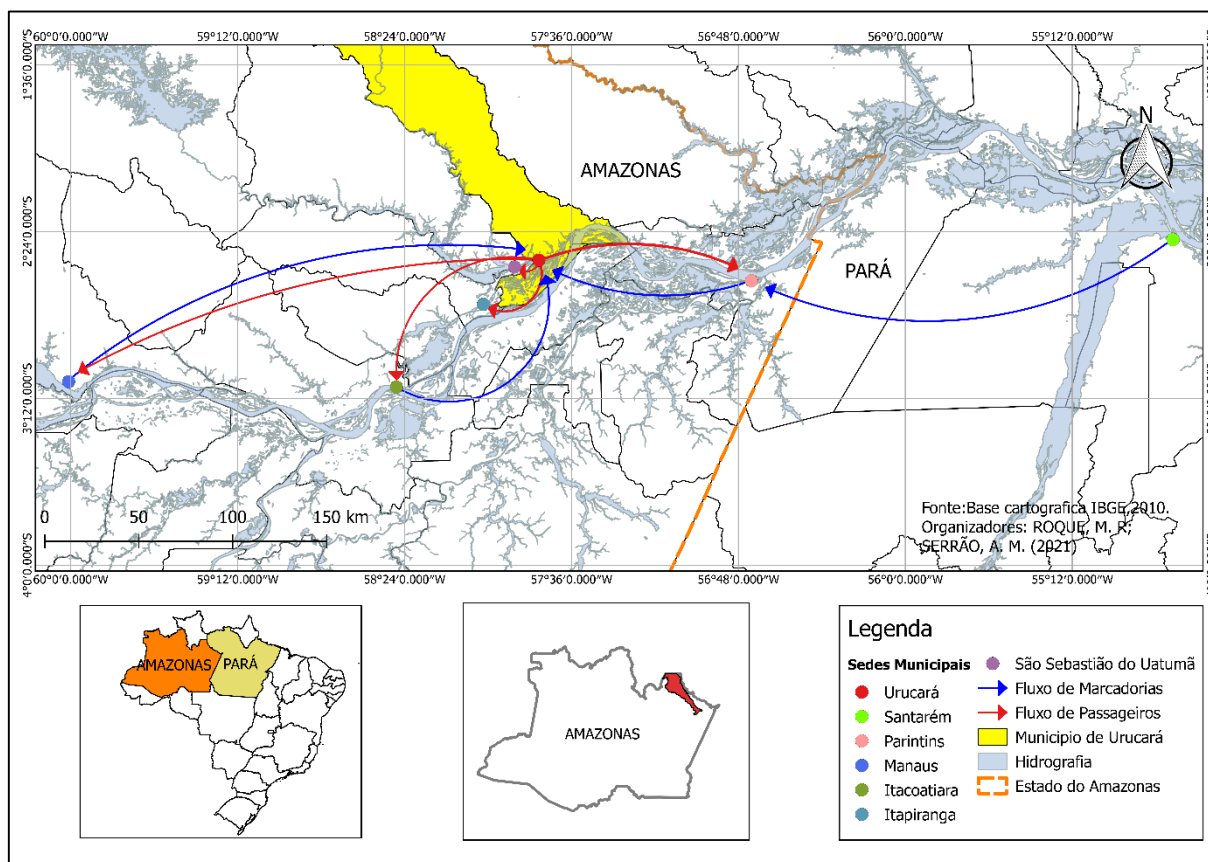 60°0'0.000"W 59°12'0.000"W 58°24'0.000"W 57°36'0.000"W 56°48'0.000"W 56°0'0.000"W 55°12'0.000"W
1°36'0.000"S
2°24'0.000"S
3°12'0.000"S
4°0'0.000"S
N
AMAZONAS
PARÁ
0 50 100 150 km
Fonte:Base cartografica IBGE,2010.
Organizadores: ROQUE, M. R;
SERRÃO, A. M. (2021)
60°0'0.000"W 59°12'0.000"W 58°24'0.000"W 57°36'0.000"W 56°48'0.000"W 56°0'0.000"W 55°12'0.000"W
AMAZONAS
PARÁ
AMAZONAS
Legenda
Sedes Municipais
Urucará
Santarém
Parintins
Manaus
Itacoatiara
Itapiranga
São Sebastião do Uatumã
Fluxo de Marcadorias
Fluxo de Passageiros
Municipio de Urucará
Hidrografia
Estado do Amazonas